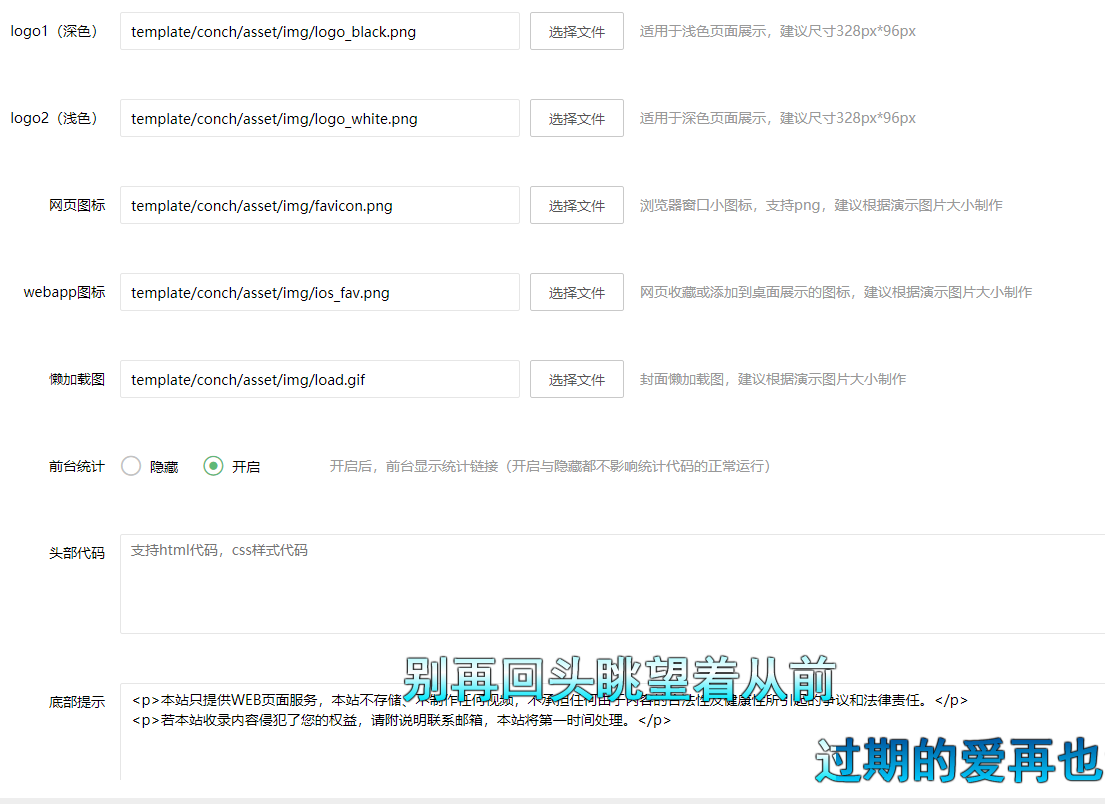 logo1（深色） template/conch/asset/img/logo_black.png 选择文件 适用于浅色页面展示，建议尺寸328px*96px
logo2（浅色） template/conch/asset/img/logo_white.png 选择文件 适用于深色页面展示，建议尺寸328px*96px
网页图标 template/conch/asset/img/favicon.png 选择文件 浏览器窗口小图标，支持png，建议根据演示图片大小制作
webapp图标 template/conch/asset/img/ios_fav.png 选择文件 网页收藏或添加到桌面展示的图标，建议根据演示图片大小制作
懒加载图 template/conch/asset/img/load.gif 选择文件 封面懒加载图，建议根据演示图片大小制作
前台统计 隐藏 开启 开启后，前台显示统计链接（开启与隐藏都不影响统计代码的正常运行）
头部代码 支持html代码，css样式代码
别再回头眺望着从前
底部提示 <p>本站只提供WEB页面服务，本站不存储、不制作任何视频，不承担任何由于内容的合法性及健康性所引起的争议和法律责任。</p>
<p>若本站收录内容侵犯了您的权益，请附说明联系邮箱，本站将第一时间处理。</p>
过期的爱再也